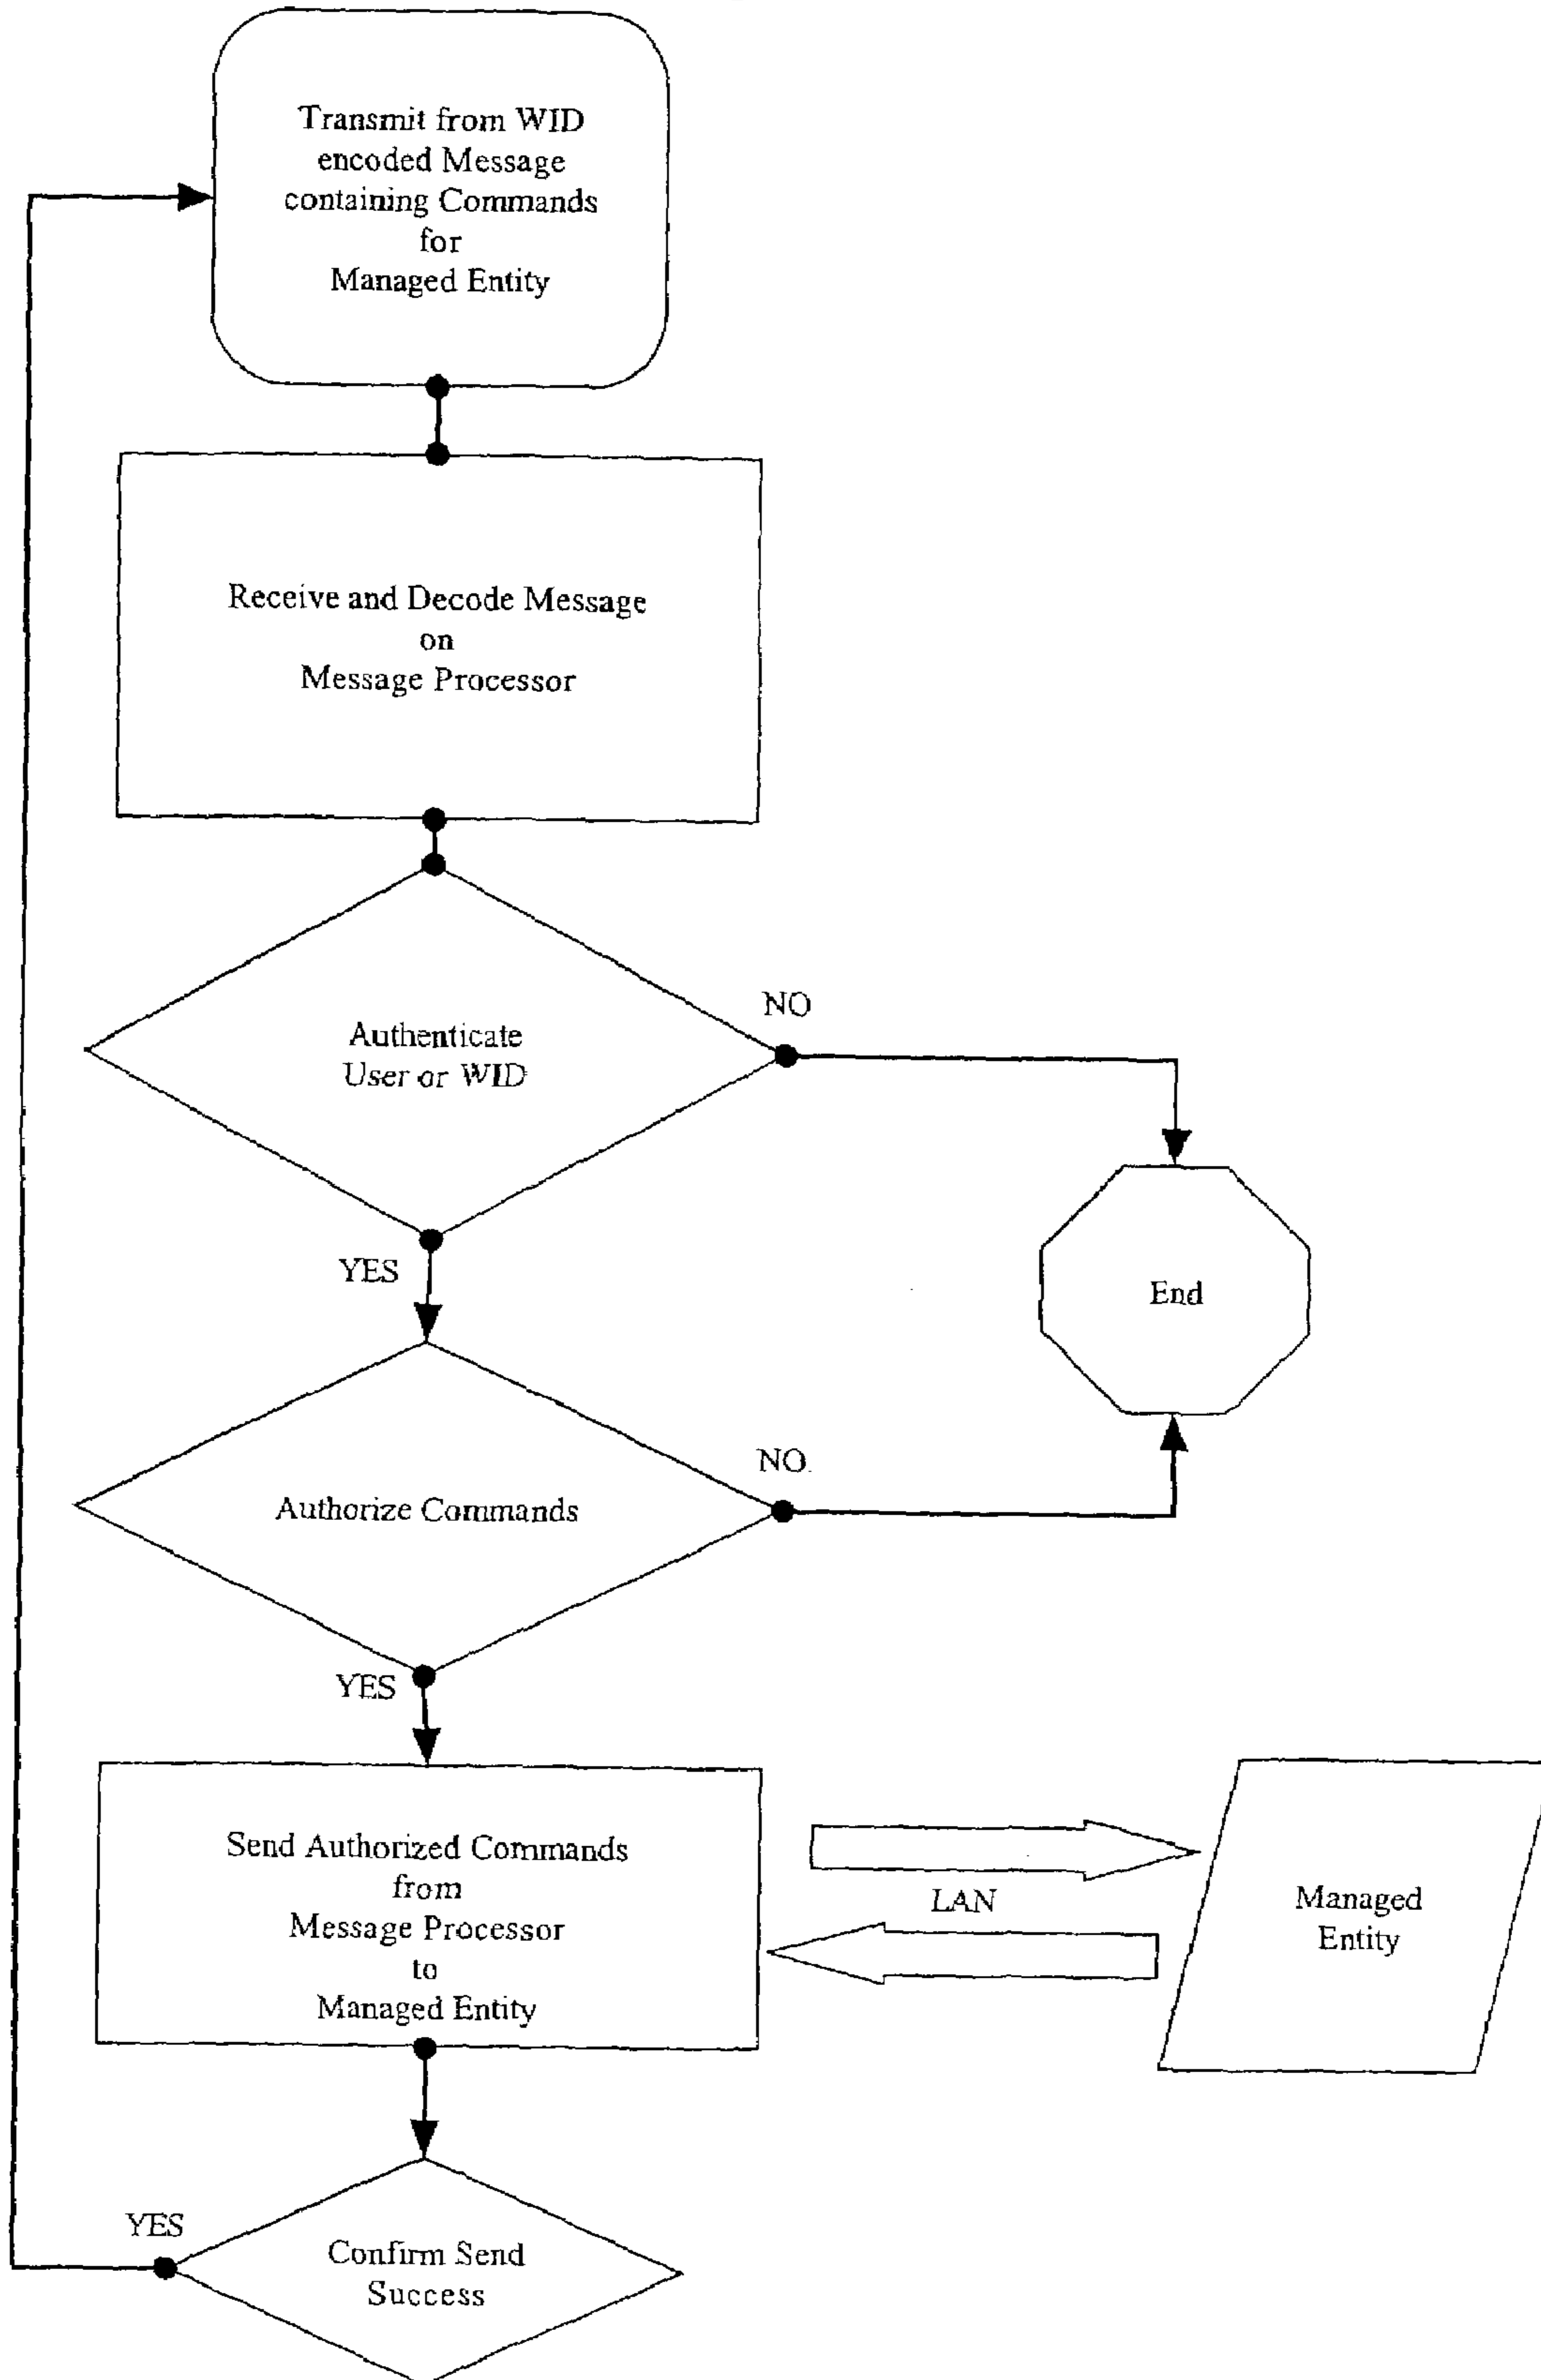 Transmit from WID
encoded Message
containing Commands
for
Managed Entity
Receive and Decode Message
on
Message Processor
Authenticate
User or WID
NO
YES
End
Authorize Commands
NO
YES
Send Authorized Commands
from
Message Processor
to
Managed Entity
LAN
Managed
Entity
YES
Confirm Send
Success